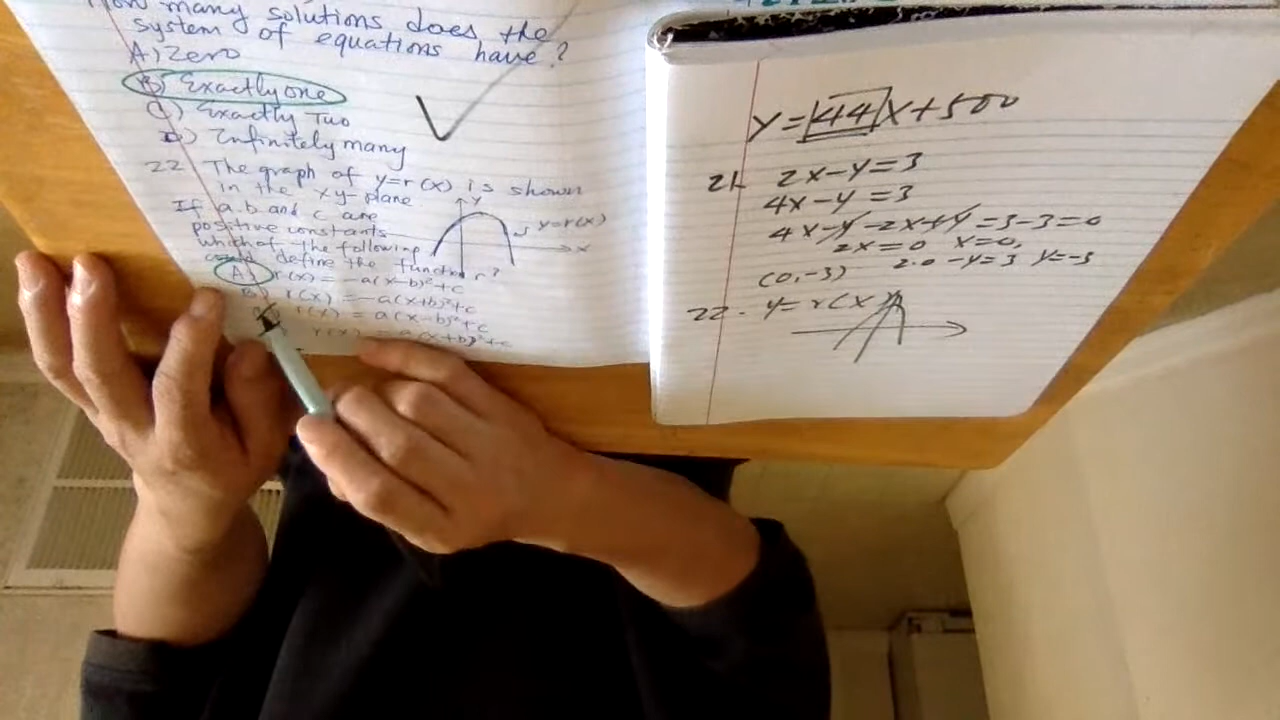 How many solutions does the
system of equations have?
A) Zero
B) Exactly one
C) Exactly Two
D) Infinitely many
22 The graph of y=r(x) is shown
in the xy-plane
If a.b and c are
positive constants
which of the following
could define the function r?
y
y=r(x)
x
A) r(x) = -a(x-b)²+c
B) r(x) = -a(x+b)²+c
r(x) = a(x-b)²+c
r(x) = a(x+b)²+c
y=44x+500
21. 2x-y=3
4x-y=3
4x-y-2x+y=3-3=0
2x=0 x=0,
(0,-3) 2.0-y=3 y=-3
22. y=r(x)